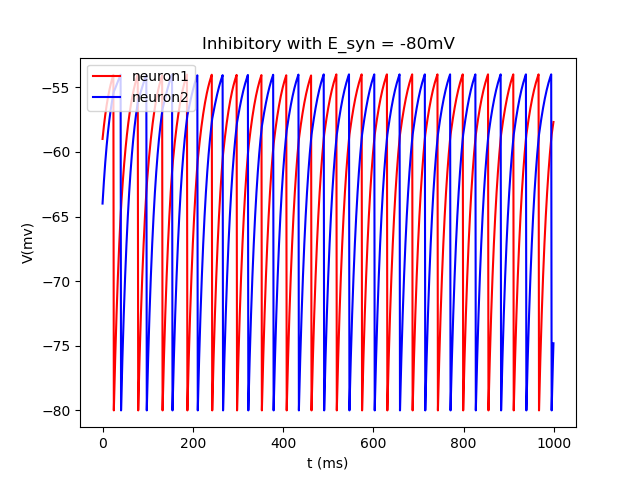 Inhibitory with E_syn = -80mV
neuron1
neuron2
−55
−60
−65
−70
−75
−80
V(mv)
0
200
400
600
800
1000
t (ms)